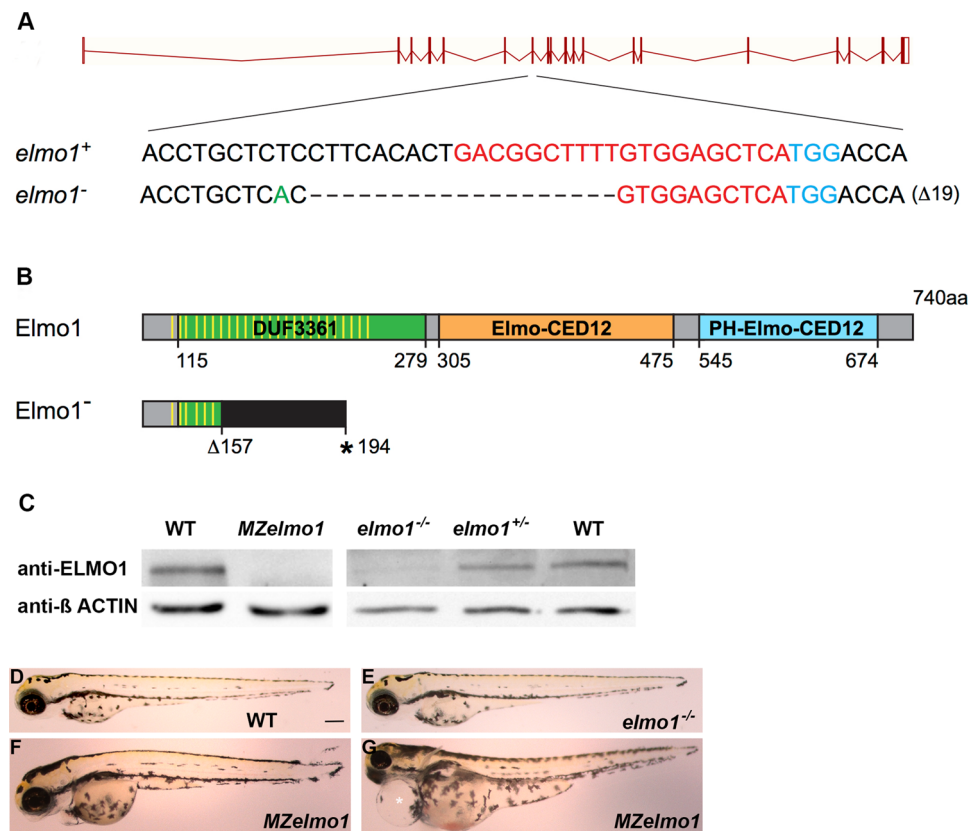 A
elmo1+ ACCTGCTCTCCTTCACACTGACGGCTTTTGTGGAGCTCATGGACCA
elmo1- ACCTGCTCAC--------------------GTGGAGCTCATGGACCA (Δ19)
B
740aa
Elmo1 DUF3361 Elmo-CED12 PH-Elmo-CED12
115 279 305 475 545 674
Elmo1-
Δ157 * 194
C
WT MZelmo1 elmo1-/- elmo1+/- WT
anti-ELMO1
anti-ß ACTIN
D WT
E elmo1-/-
F MZelmo1
G * MZelmo1